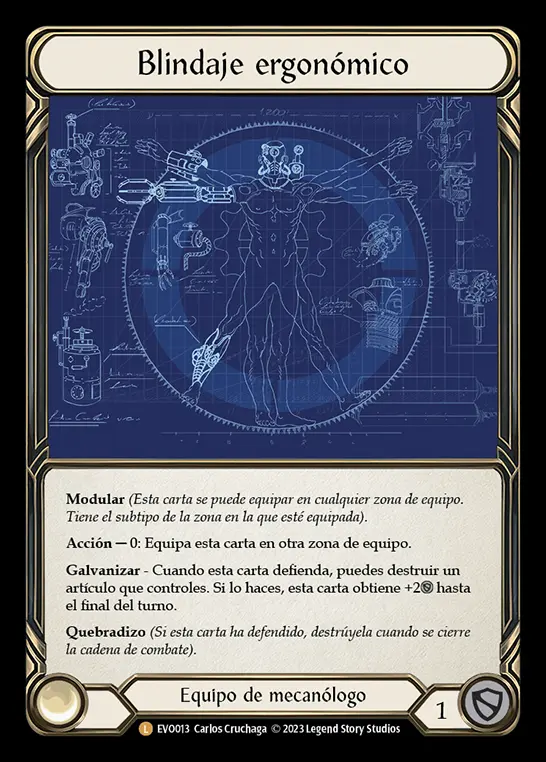 Blindaje ergonómico
Modular (Esta carta se puede equipar en cualquier zona de equipo.
Tiene el subtipo de la zona en la que esté equipada).
Acción — 0: Equipa esta carta en otra zona de equipo.
Galvanizar - Cuando esta carta defienda, puedes destruir un
artículo que controles. Si lo haces, esta carta obtiene +2 hasta
el final del turno.
Quebradizo (Si esta carta ha defendido, destrúyela cuando se cierre
la cadena de combate).
Equipo de mecanólogo
1
L EVO013 Carlos Cruchaga © 2023 Legend Story Studios